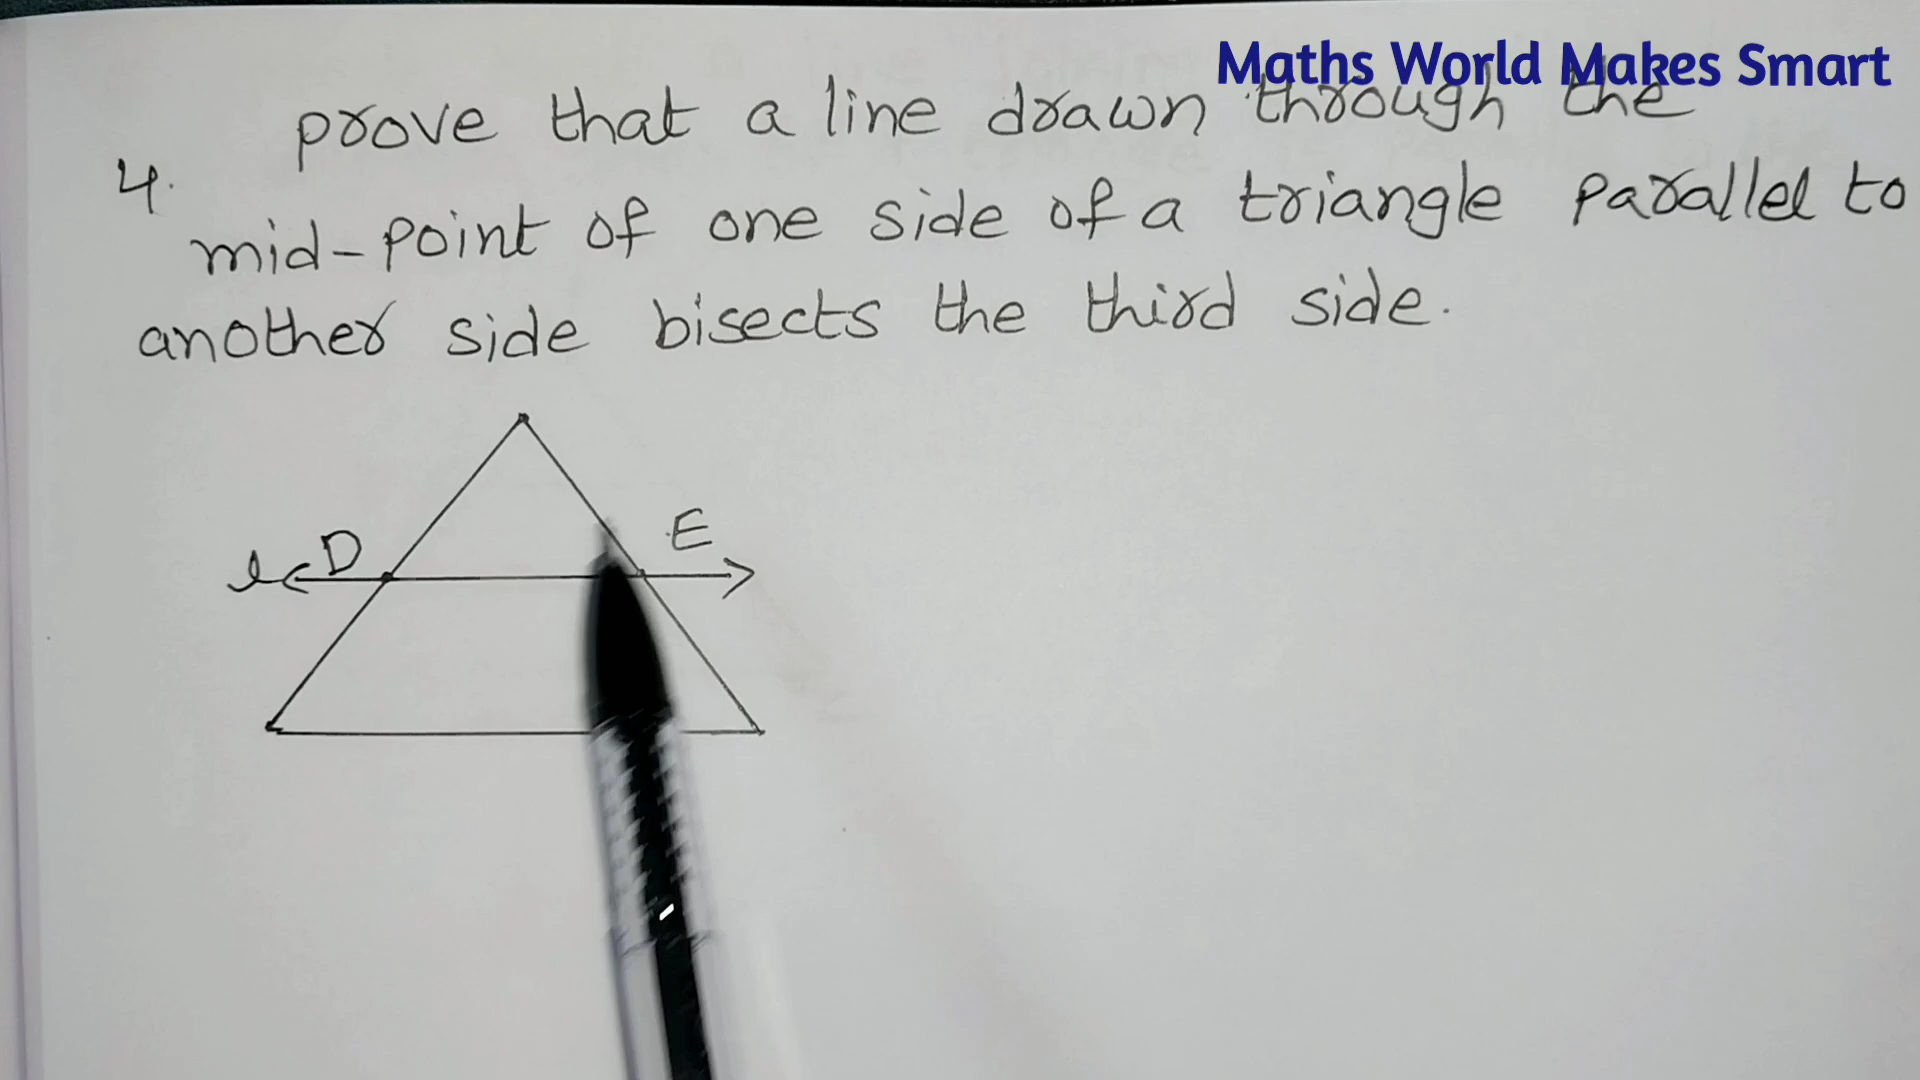 Maths World Makes Smart
prove that a line drawn through the
4.
mid-point of one side of a triangle parallel to
another side bisects the third side.
E
D
l